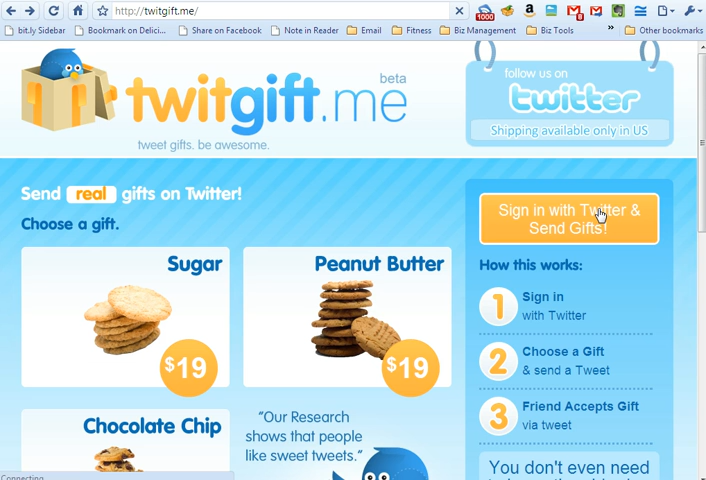 http://twitgift.me/
1000
8
bit.ly Sidebar
Bookmark on Delici...
Share on Facebook
Note in Reader
Email
Fitness
Biz Management
Biz Tools
»
Other bookmarks
twitgift.me
beta
tweet gifts. be awesome.
follow us on
twitter
Shipping available only in US
Send real gifts on Twitter!
Choose a gift.
Sugar
$19
Peanut Butter
$19
Chocolate Chip
“Our Research
shows that people
like sweet tweets.”
Sign in with Twitter &
Send Gifts!
How this works:
1
Sign in
with Twitter
2
Choose a Gift
& send a Tweet
3
Friend Accepts Gift
via tweet
You don't even need
Connecting